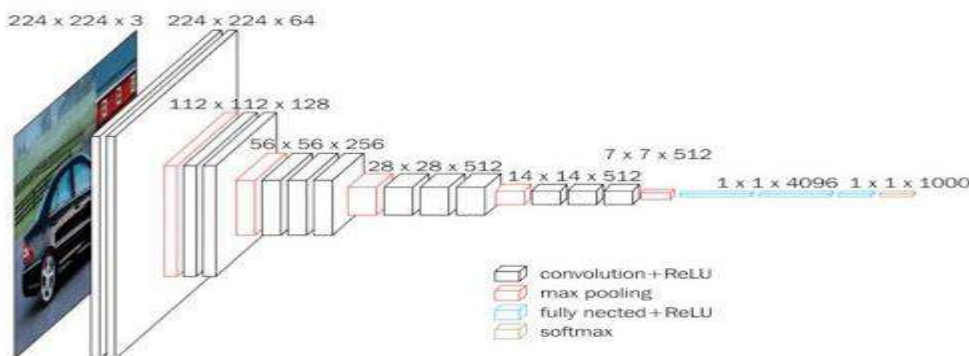 224 x 224 x 3
224 x 224 x 64
112 x 112 x 128
56 x 56 x 256
28 x 28 x 512
14 x 14 x 512
7 x 7 x 512
1 x 1 x 4096
1 x 1 x 1000
convolution+ReLU
max pooling
fully nected+ReLU
softmax